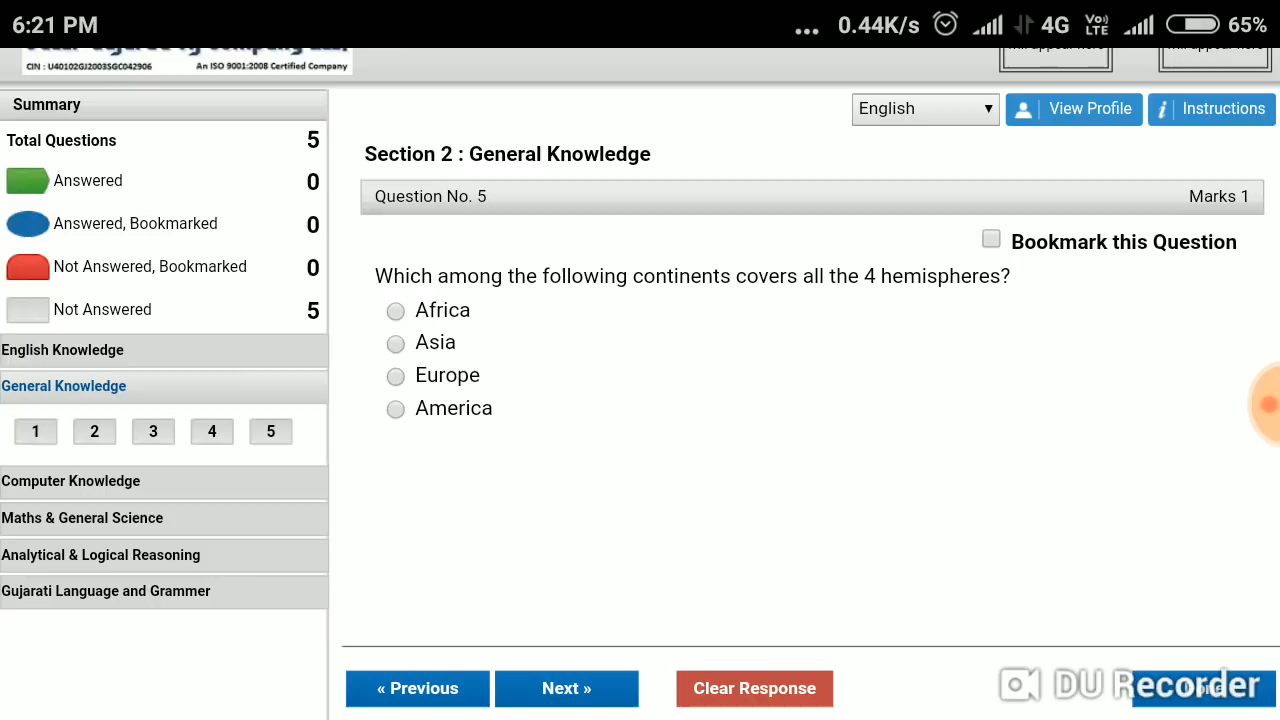 6:21 PM
... 0.44K/s 4G Vo) LTE 65%
CIN : U40102GJ2003SGC042906 An ISO 9001:2008 Certified Company
Summary
Total Questions 5
Answered 0
Answered, Bookmarked 0
Not Answered, Bookmarked 0
Not Answered 5
English Knowledge
General Knowledge
1 2 3 4 5
Computer Knowledge
Maths & General Science
Analytical & Logical Reasoning
Gujarati Language and Grammer
English ▼ View Profile i Instructions
Section 2 : General Knowledge
Question No. 5 Marks 1
Bookmark this Question
Which among the following continents covers all the 4 hemispheres?
Africa
Asia
Europe
America
« Previous Next » Clear Response
DU Recorder